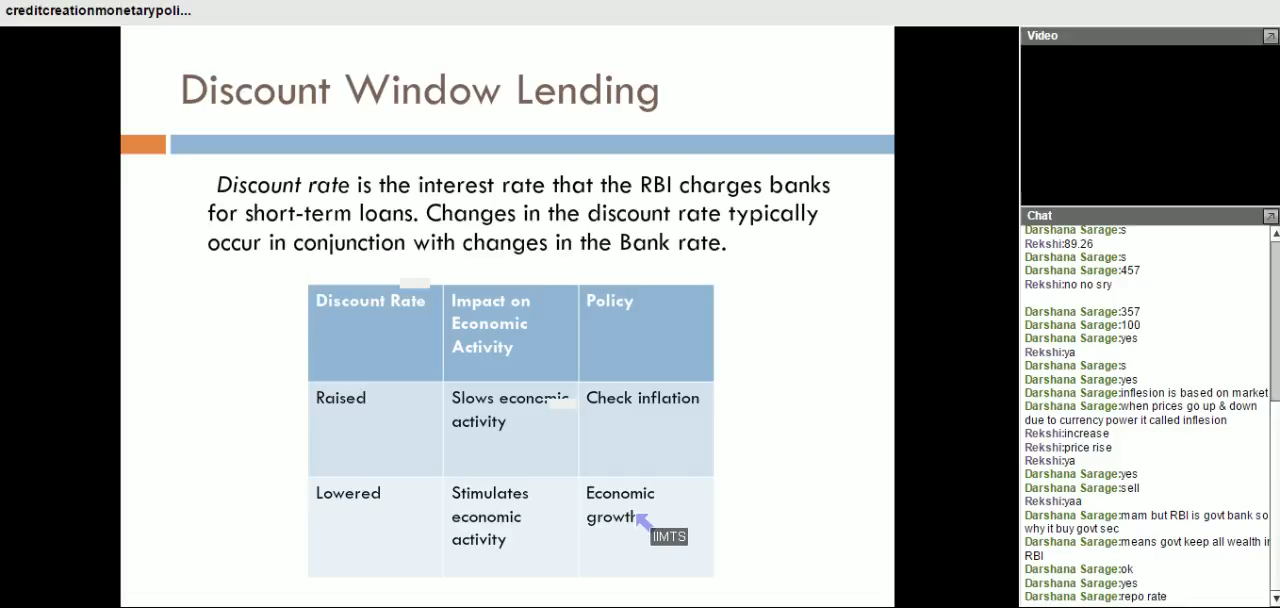 creditcreationmonetarypoli...
Discount Window Lending
Discount rate is the interest rate that the RBI charges banks
for short-term loans. Changes in the discount rate typically
occur in conjunction with changes in the Bank rate.
Discount Rate
Impact on
Economic
Activity
Policy
Raised
Slows economic
activity
Check inflation
Lowered
Stimulates
economic
activity
Economic
growth
IIMTS
Video
Chat
Darshana Sarage:s
Rekshi:89.26
Darshana Sarage:s
Darshana Sarage:457
Rekshi:no no sry
Darshana Sarage:357
Darshana Sarage:100
Darshana Sarage:yes
Rekshi:ya
Darshana Sarage:s
Darshana Sarage:yes
Darshana Sarage:inflesion is based on market
Darshana Sarage:when prices go up & down
due to currency power it called inflesion
Rekshi:increase
Rekshi:price rise
Rekshi:ya
Darshana Sarage:yes
Darshana Sarage:sell
Rekshi:yaa
Darshana Sarage:mam but RBI is govt bank so
why it buy govt sec
Darshana Sarage:means govt keep all wealth in
RBI
Darshana Sarage:ok
Darshana Sarage:yes
Darshana Sarage:repo rate